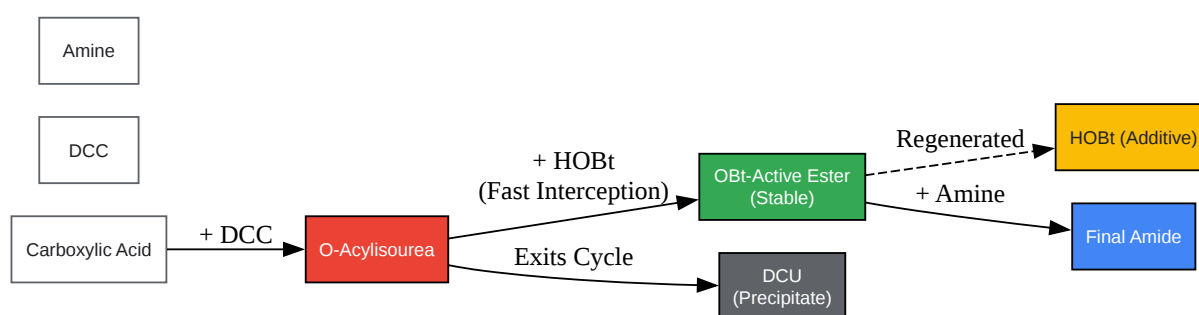 Amine
DCC
Carboxylic Acid
+ DCC
O-Acylisourea
+ HOBt
(Fast Interception)
Exits Cycle
OBt-Active Ester
(Stable)
DCU
(Precipitate)
Regenerated
+ Amine
HOBt (Additive)
Final Amide